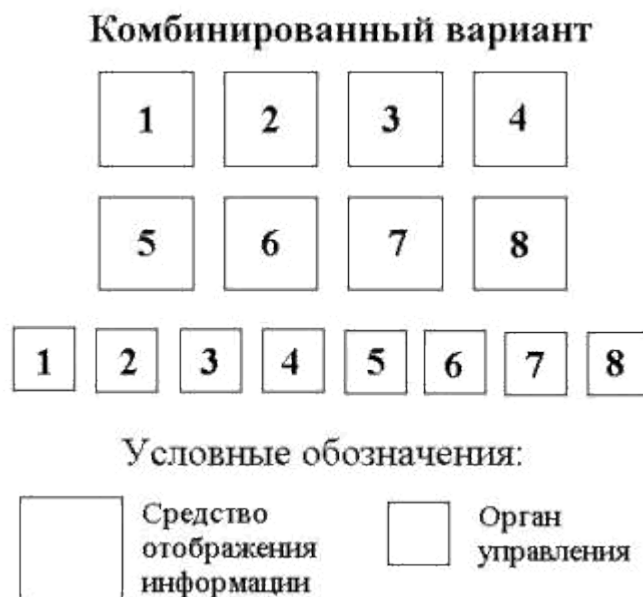 Комбинированный вариант
1 2 3 4
5 6 7 8
1 2 3 4 5 6 7 8
Условные обозначения:
Средство
отображения
информации
Орган
управления